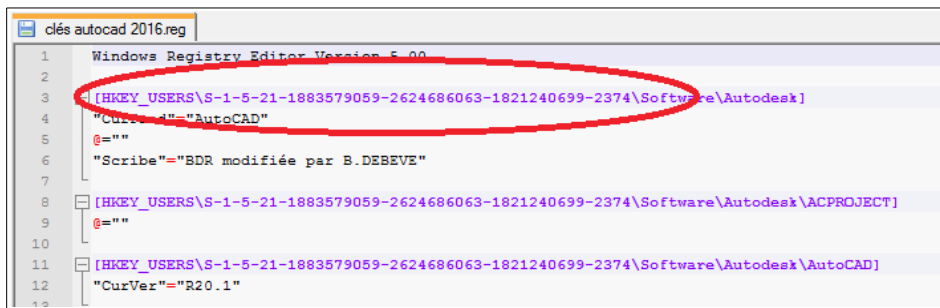 clés autocad 2016.reg
1 Windows Registry Editor Version 5.00
2
3 [HKEY_USERS\S-1-5-21-1883579059-2624686063-1821240699-2374\Software\Autodesk]
4 "CurProd"="AutoCAD"
5 @=""
6 "Scribe"="BDR modifiée par B.DEBEVE"
7
8 [HKEY_USERS\S-1-5-21-1883579059-2624686063-1821240699-2374\Software\Autodesk\ACPROJECT]
9 @=""
10
11 [HKEY_USERS\S-1-5-21-1883579059-2624686063-1821240699-2374\Software\Autodesk\AutoCAD]
12 "CurVer"="R20.1"
13